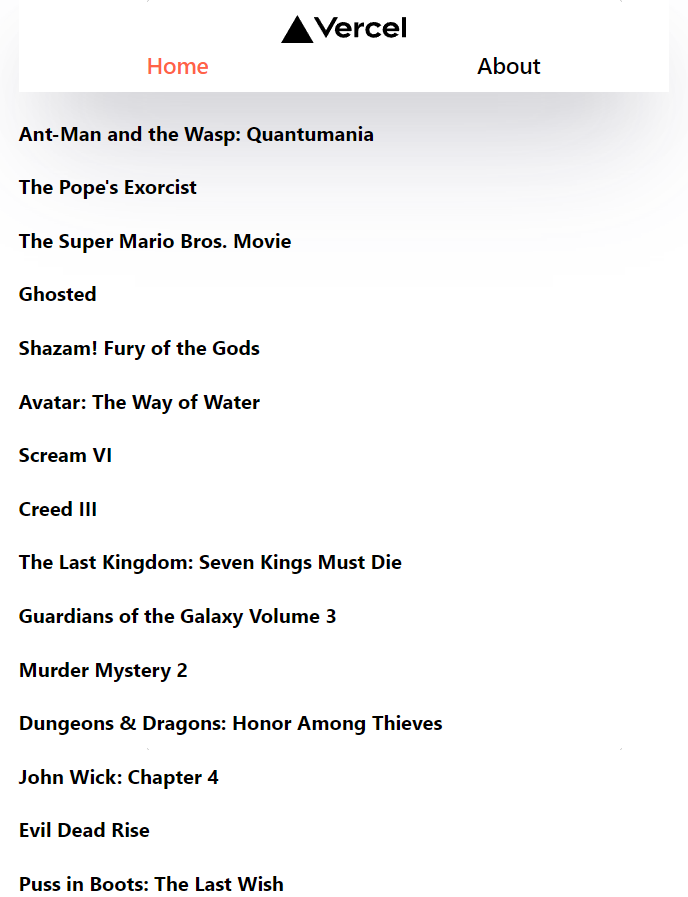 Vercel
Home About
Ant-Man and the Wasp: Quantumania
The Pope's Exorcist
The Super Mario Bros. Movie
Ghosted
Shazam! Fury of the Gods
Avatar: The Way of Water
Scream VI
Creed III
The Last Kingdom: Seven Kings Must Die
Guardians of the Galaxy Volume 3
Murder Mystery 2
Dungeons & Dragons: Honor Among Thieves
John Wick: Chapter 4
Evil Dead Rise
Puss in Boots: The Last Wish